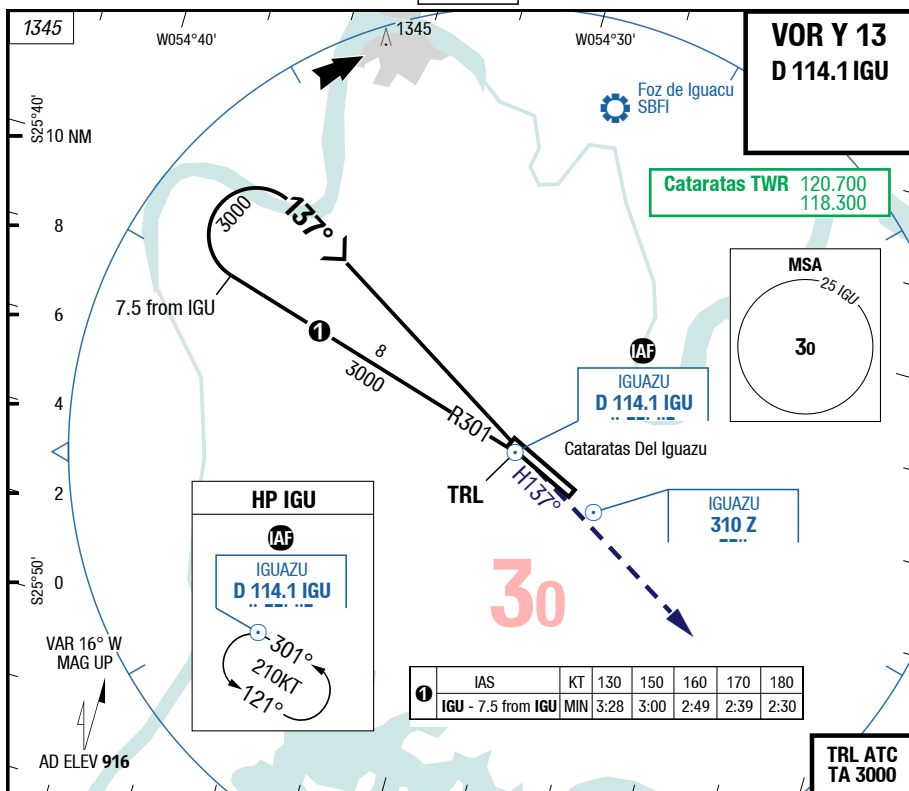 1345
W054°40'
1345
W054°30'
VOR Y 13
D 114.1 IGU
S25°40'
10 NM
Foz de Iguacu
SBFI
Cataratas TWR 120.700
118.300
8
3000
137°
MSA
25 IGU
30
7.5 from IGU
6
1
8
3000
IAF
IGUAZU
D 114.1 IGU
4
R301
Cataratas Del Iguazu
TRL
H137°
2
HP IGU
IGUAZU
310 Z
IAF
IGUAZU
D 114.1 IGU
S25°50'
0
30
301°
210KT
121°
VAR 16° W
MAG UP
1 IAS KT 130 150 160 170 180
IGU - 7.5 from IGU MIN 3:28 3:00 2:49 2:39 2:30
AD ELEV 916
TRL ATC
TA 3000